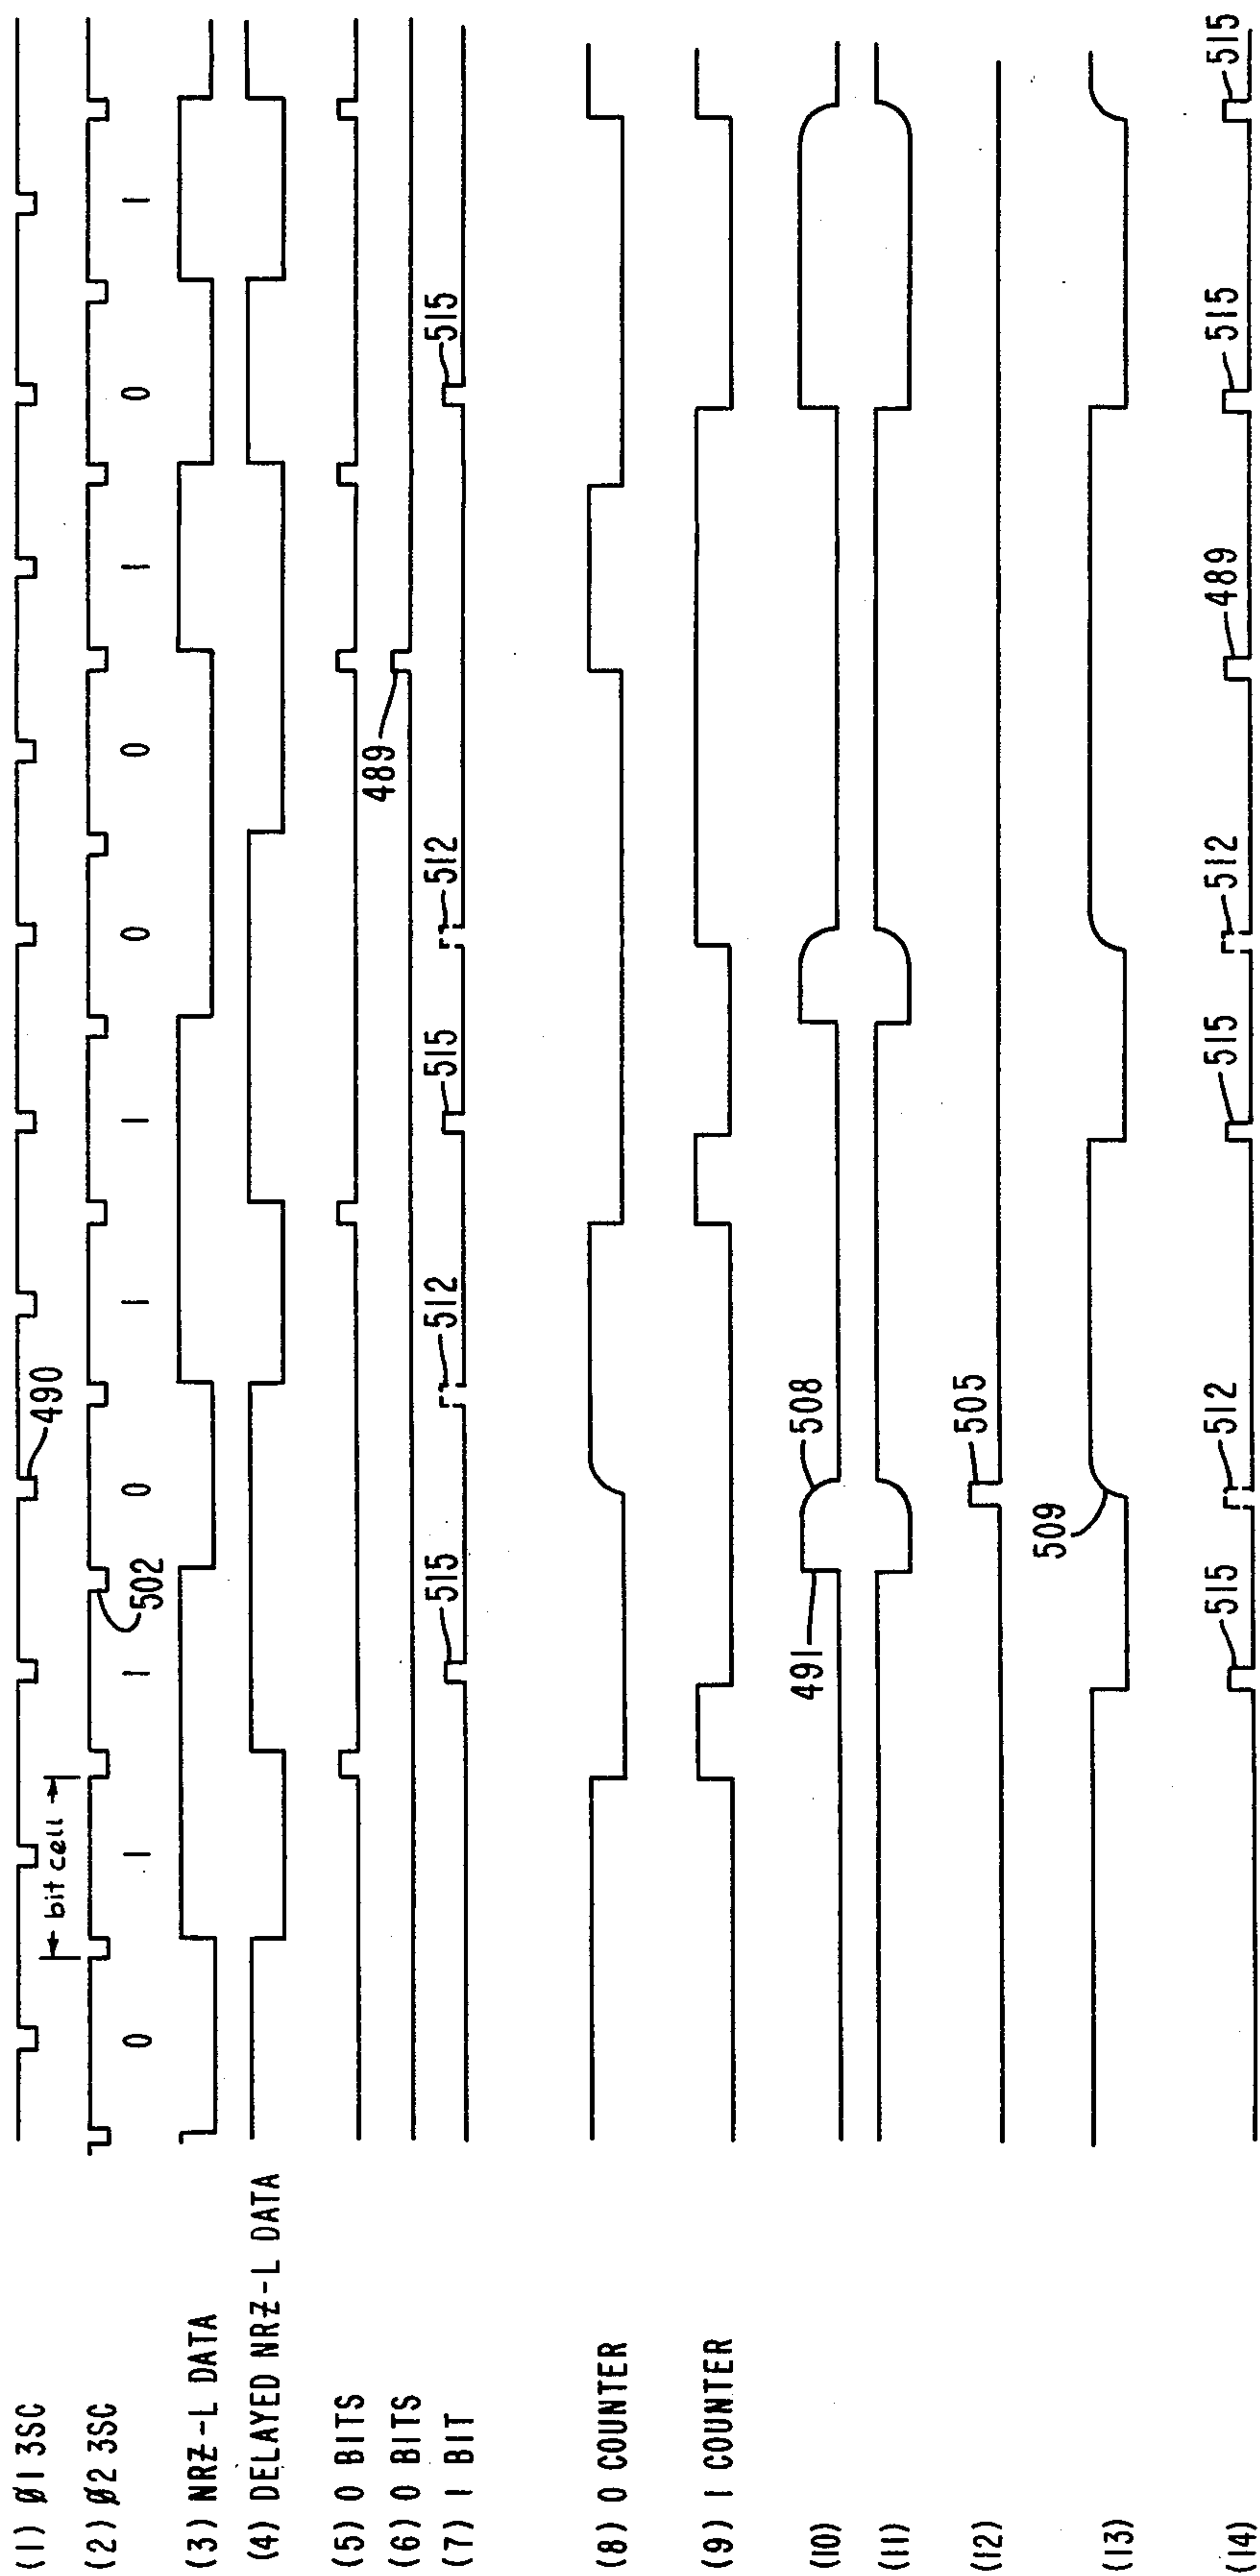 (1) Ø1 3SC
490
bit cell
(2) Ø2 3SC
0 1 1 0 1 1 0 0 1 0 1
502
(3) NRZ-L DATA
(4) DELAYED NRZ-L DATA
(5) 0 BITS
(6) 0 BITS
489
(7) 1 BIT
515 512 515 512 515
(8) 0 COUNTER
(9) 1 COUNTER
(10)
491 508
(11)
(12)
505
(13)
509
(14)
515 512 515 512 489 515 515